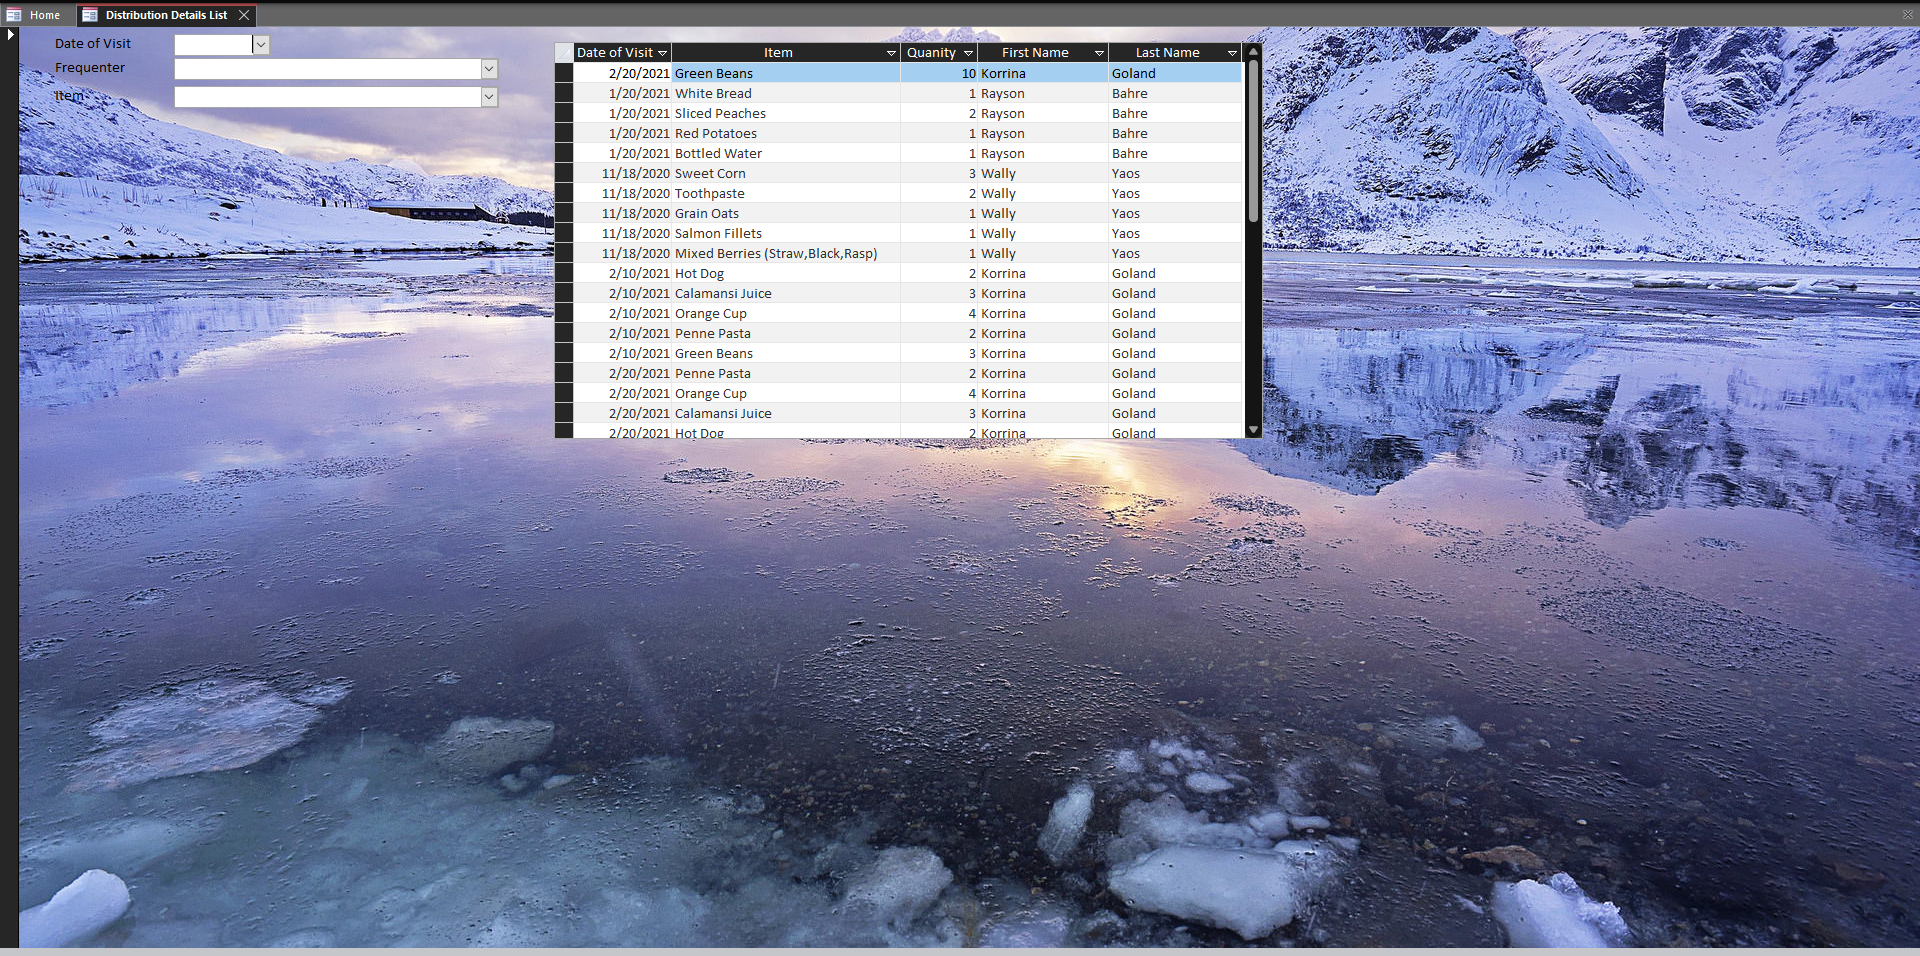 Home
Distribution Details List
Date of Visit
Frequenter
Item
Date of Visit Item Quanity First Name Last Name
2/20/2021 Green Beans 10 Korrina Goland
1/20/2021 White Bread 1 Rayson Bahre
1/20/2021 Sliced Peaches 2 Rayson Bahre
1/20/2021 Red Potatoes 1 Rayson Bahre
1/20/2021 Bottled Water 1 Rayson Bahre
11/18/2020 Sweet Corn 3 Wally Yaos
11/18/2020 Toothpaste 2 Wally Yaos
11/18/2020 Grain Oats 1 Wally Yaos
11/18/2020 Salmon Fillets 1 Wally Yaos
11/18/2020 Mixed Berries (Straw,Black,Rasp) 1 Wally Yaos
2/10/2021 Hot Dog 2 Korrina Goland
2/10/2021 Calamansi Juice 3 Korrina Goland
2/10/2021 Orange Cup 4 Korrina Goland
2/10/2021 Penne Pasta 2 Korrina Goland
2/10/2021 Green Beans 3 Korrina Goland
2/20/2021 Penne Pasta 2 Korrina Goland
2/20/2021 Orange Cup 4 Korrina Goland
2/20/2021 Calamansi Juice 3 Korrina Goland
2/20/2021 Hot Dog 2 Korrina Goland